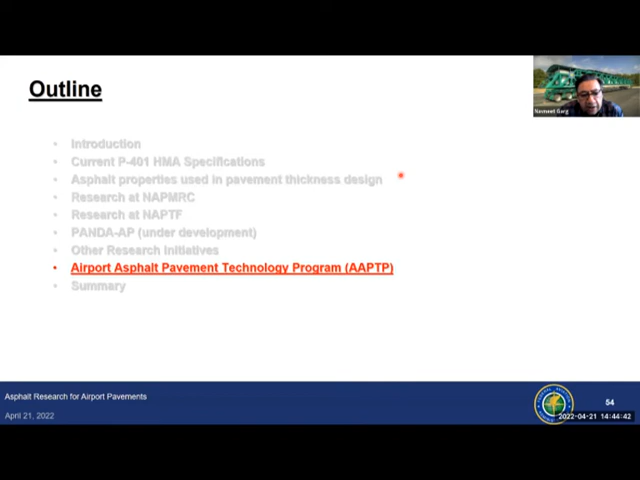 Outline
Navneet Garg
• Introduction
• Current P-401 HMA Specifications
• Asphalt properties used in pavement thickness design
• Research at NAPMRC
• Research at NAPTF
• PANDA-AP (under development)
• Other Research Initiatives
• Airport Asphalt Pavement Technology Program (AAPTP)
• Summary
Asphalt Research for Airport Pavements
April 21, 2022
54
2022-04-21 14:44:42